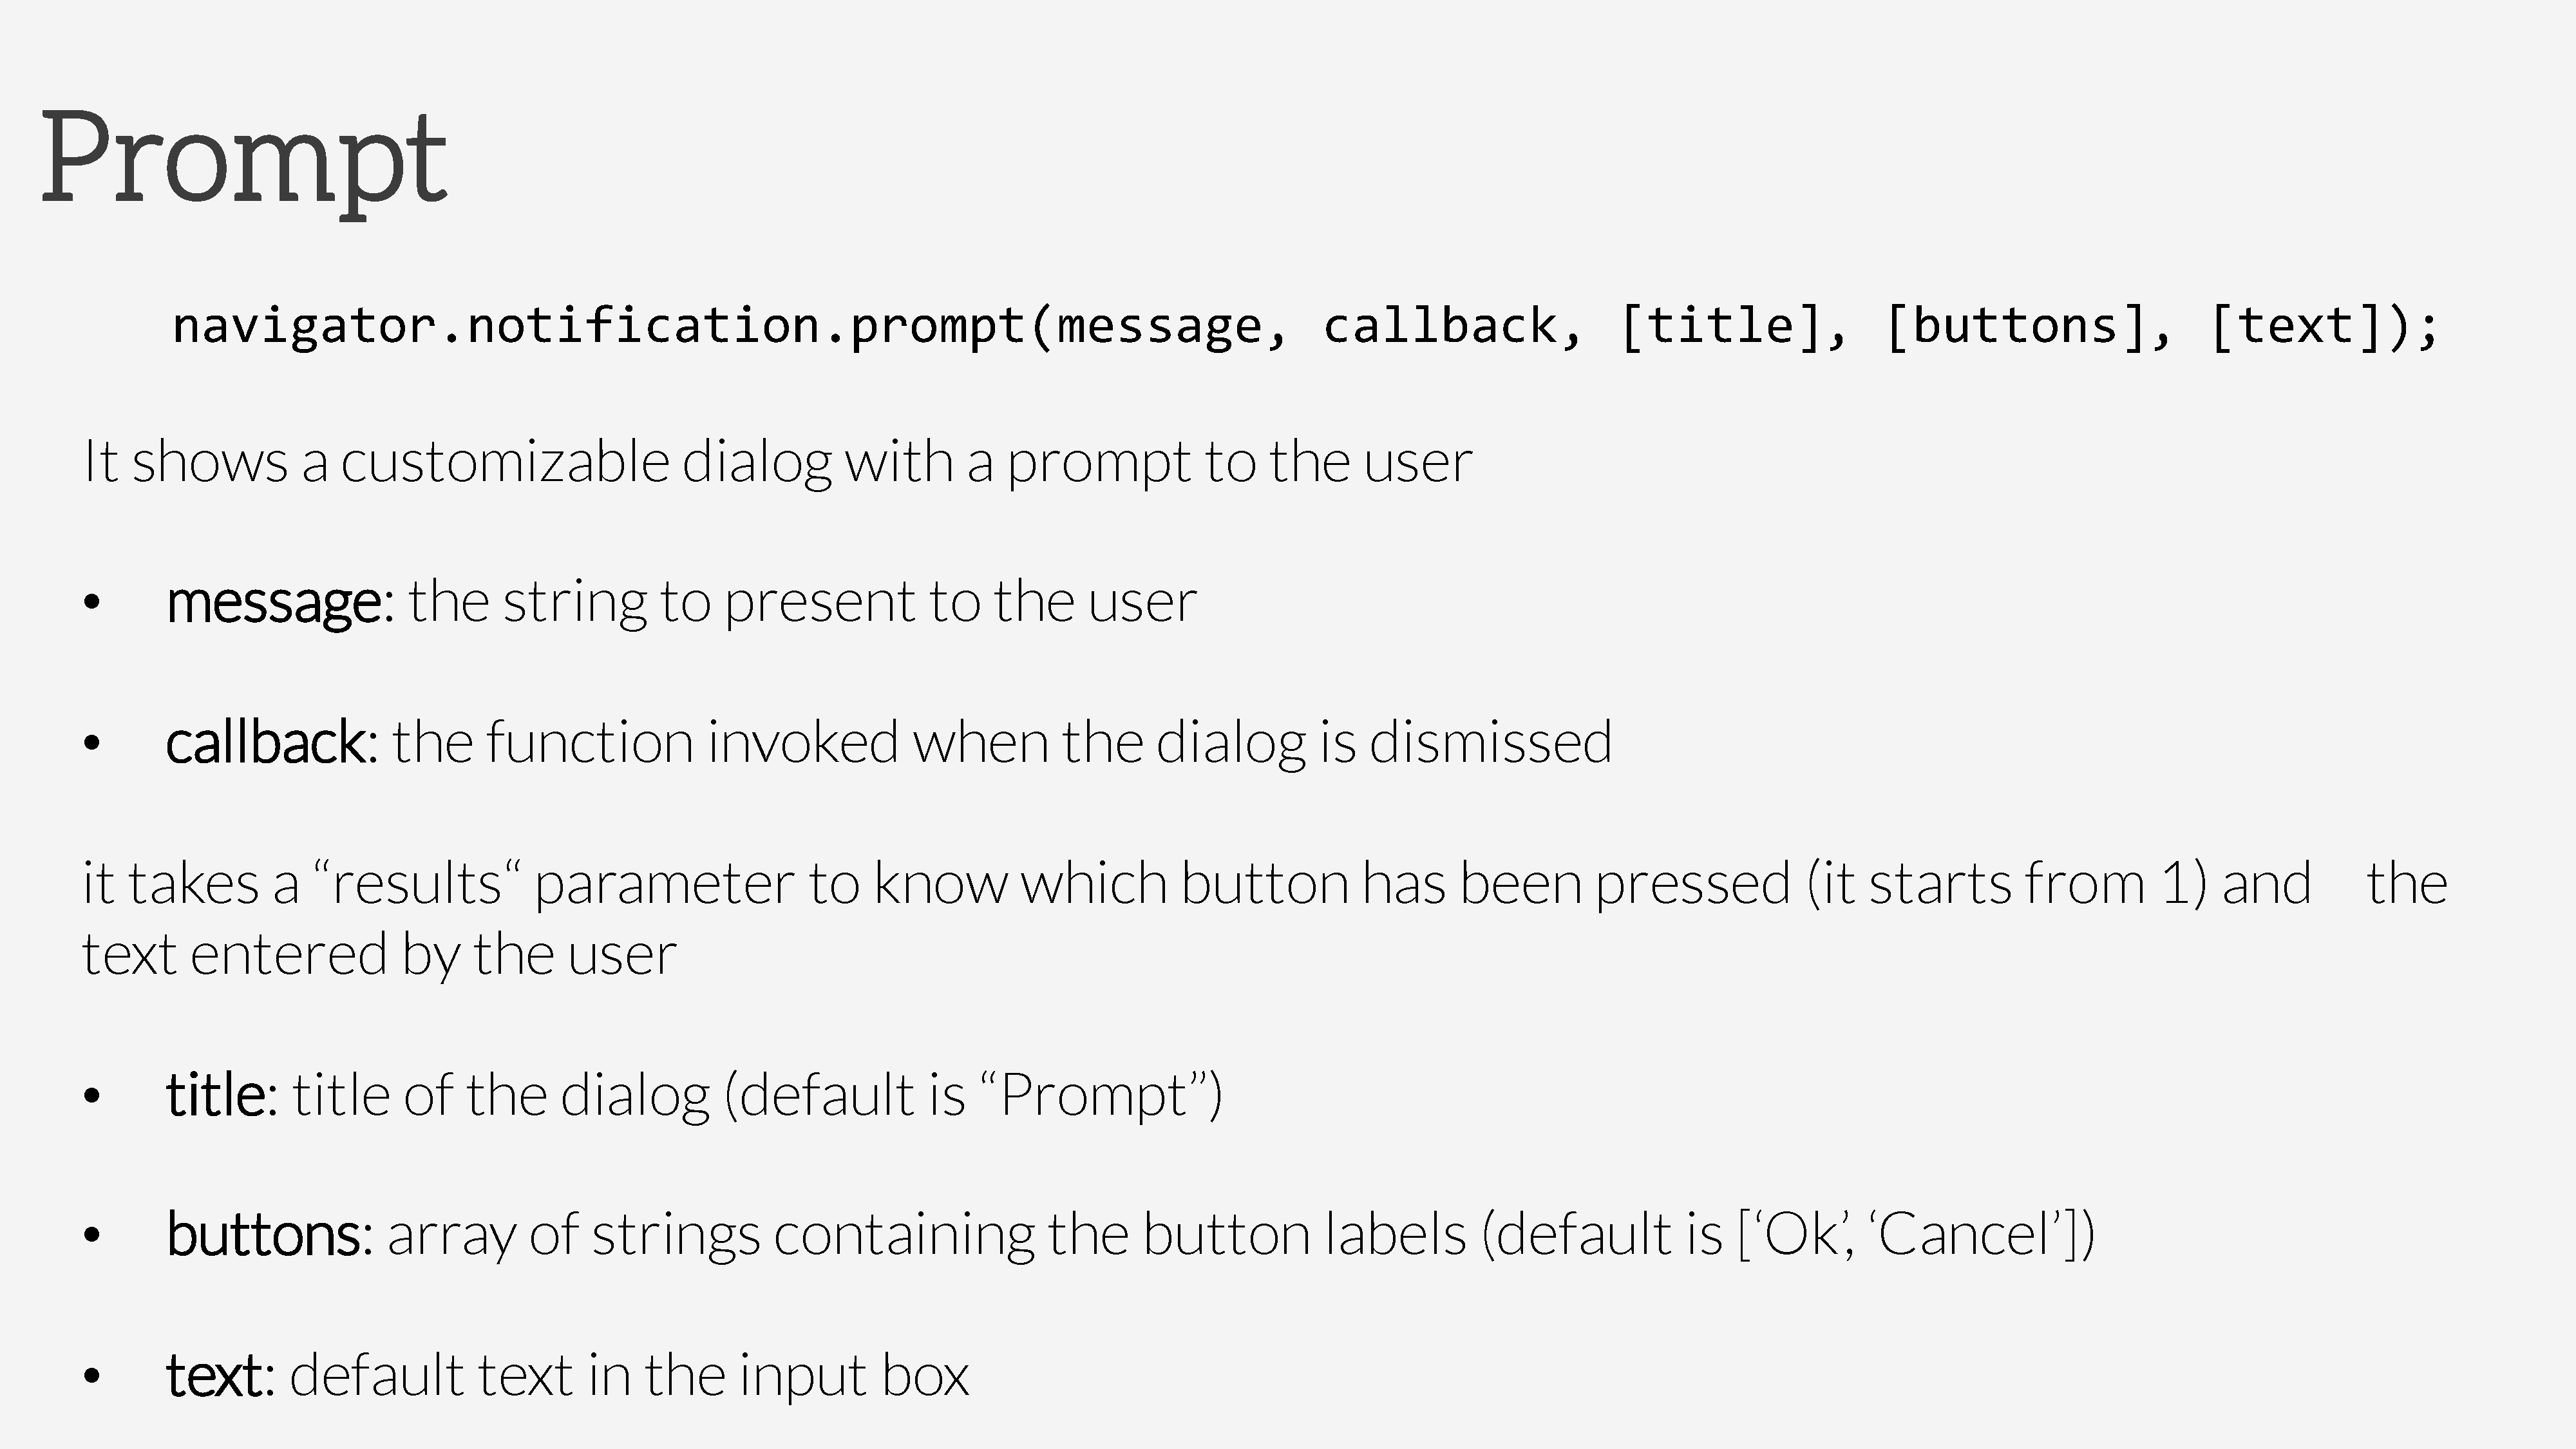 Prompt
navigator.notification.prompt(message, callback, [title], [buttons], [text]);
It shows a customizable dialog with a prompt to the user
• message: the string to present to the user
• callback: the function invoked when the dialog is dismissed
it takes a “results“ parameter to know which button has been pressed (it starts from 1) and the
text entered by the user
• title: title of the dialog (default is “Prompt”)
• buttons: array of strings containing the button labels (default is [‘Ok’, ‘Cancel’])
• text: default text in the input box